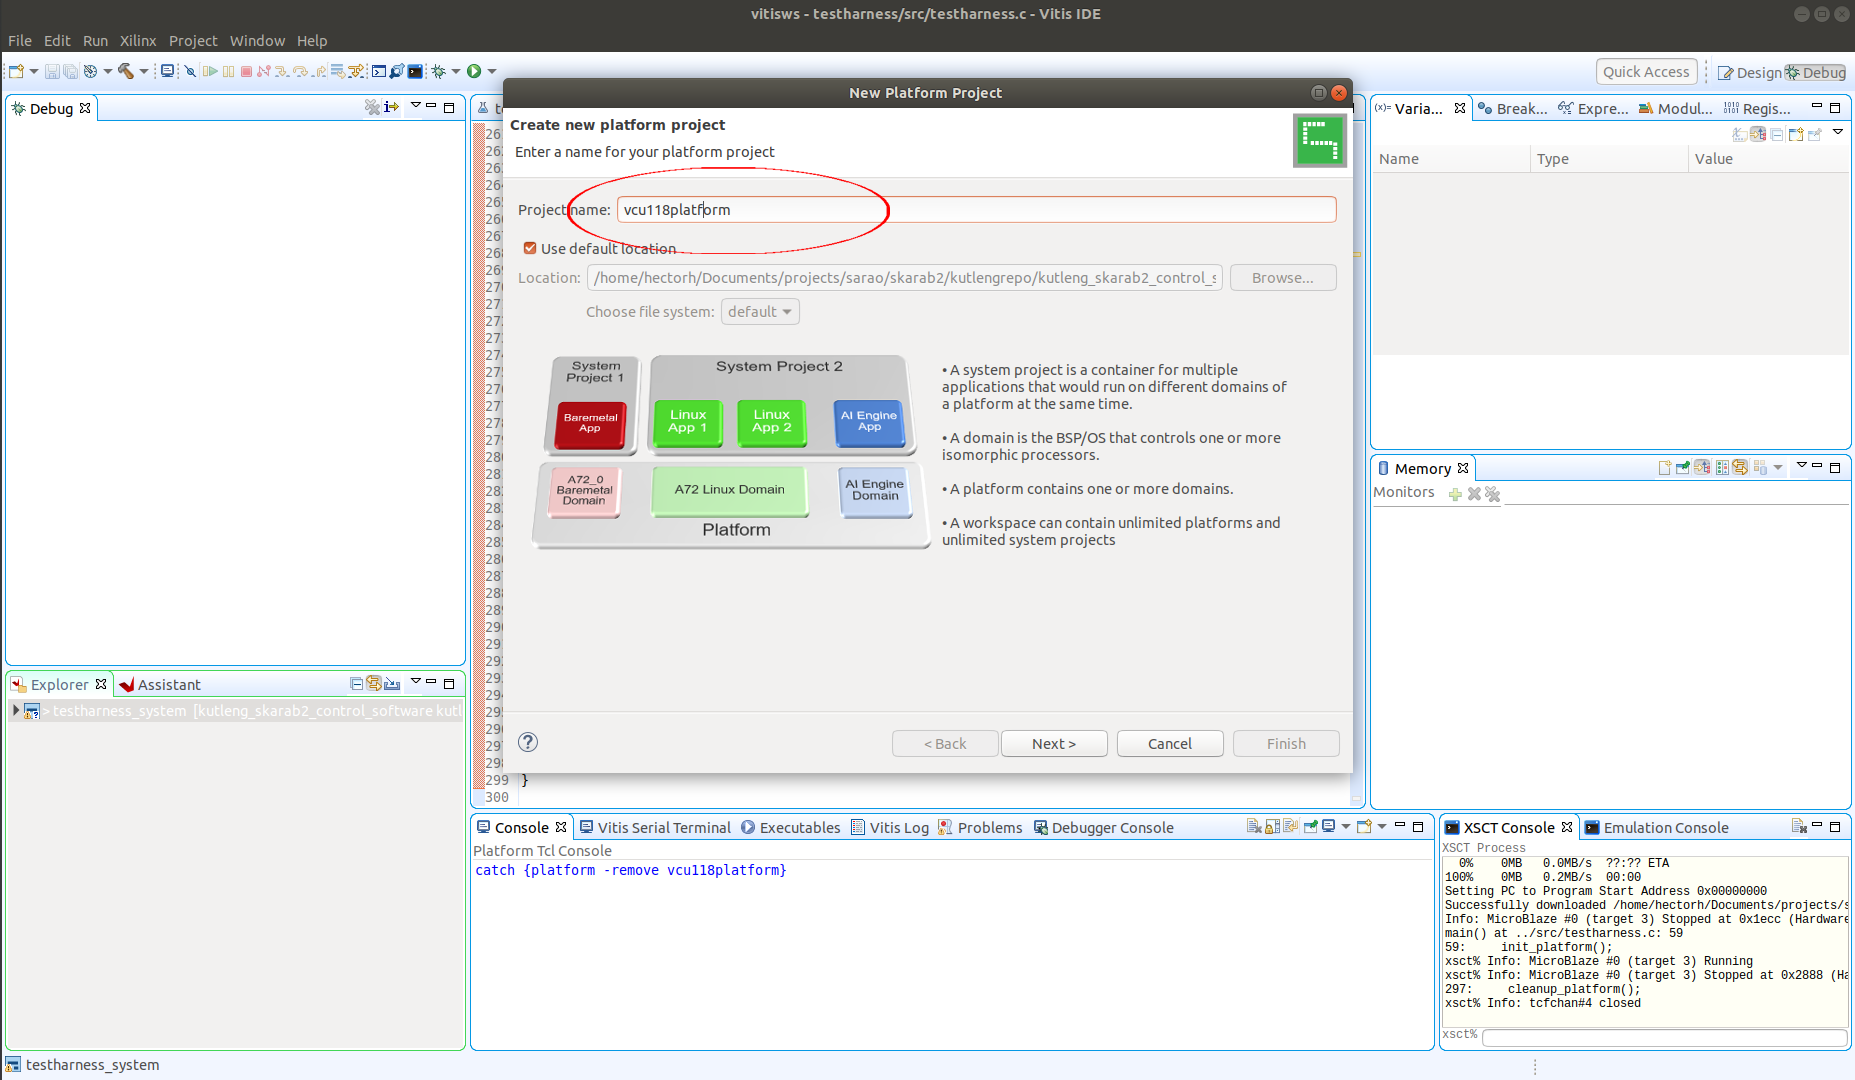 vitisws - testharness/src/testharness.c - Vitis IDE
File Edit Run Xilinx Project Window Help
Quick Access
Design
Debug
Debug
New Platform Project
Create new platform project
Enter a name for your platform project
Project name: vcu118platform
Use default location
Location: /home/hectorh/Documents/projects/sarao/skarab2/kutlengrepo/kutleng_skarab2_control_s
Browse...
Choose file system: default
System Project 1
System Project 2
Baremetal App
Linux App 1
Linux App 2
AI Engine App
A72_0 Baremetal Domain
A72 Linux Domain
AI Engine Domain
Platform
• A system project is a container for multiple
applications that would run on different domains of
a platform at the same time.
• A domain is the BSP/OS that controls one or more
isomorphic processors.
• A platform contains one or more domains.
• A workspace can contain unlimited platforms and
unlimited system projects
< Back
Next >
Cancel
Finish
299 }
300
Varia...
Break...
Expre...
Modul...
Regis...
Name Type Value
Memory
Monitors
Explorer
Assistant
> testharness_system [kutleng_skarab2_control_software kutl
Console
Vitis Serial Terminal
Executables
Vitis Log
Problems
Debugger Console
Platform Tcl Console
catch {platform -remove vcu118platform}
XSCT Console
Emulation Console
XSCT Process
0% 0MB 0.0MB/s ??:?? ETA
100% 0MB 0.2MB/s 00:00
Setting PC to Program Start Address 0x00000000
Successfully downloaded /home/hectorh/Documents/projects/s
Info: MicroBlaze #0 (target 3) Stopped at 0x1ecc (Hardware
main() at ../src/testharness.c: 59
59: init_platform();
xsct% Info: MicroBlaze #0 (target 3) Running
xsct% Info: MicroBlaze #0 (target 3) Stopped at 0x2888 (Ha
297: cleanup_platform();
xsct% Info: tcfchan#4 closed
xsct%
testharness_system